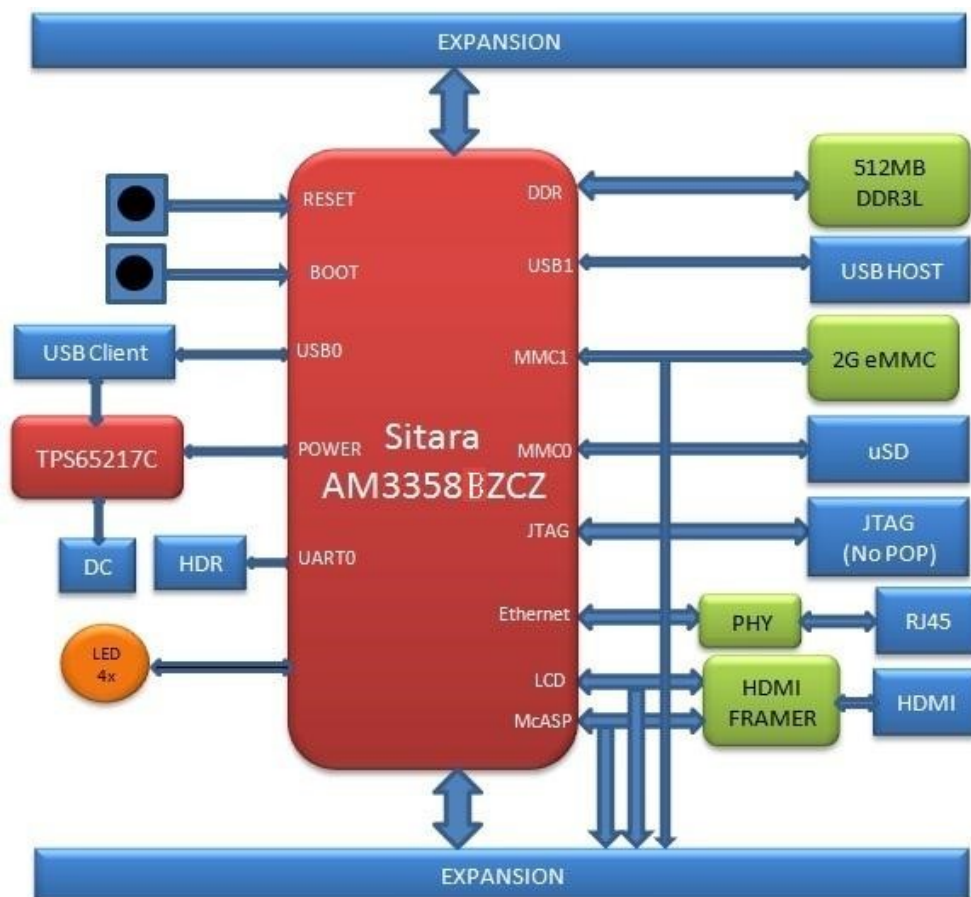 EXPANSION
RESET
BOOT
USB Client
USB0
TPS65217C
POWER
DC
HDR
UART0
LED
4x
Sitara
AM3358BZCZ
DDR
512MB
DDR3L
USB1
USB HOST
MMC1
2G eMMC
MMC0
uSD
JTAG
JTAG
(No POP)
Ethernet
PHY
RJ45
LCD
McASP
HDMI
FRAMER
HDMI
EXPANSION